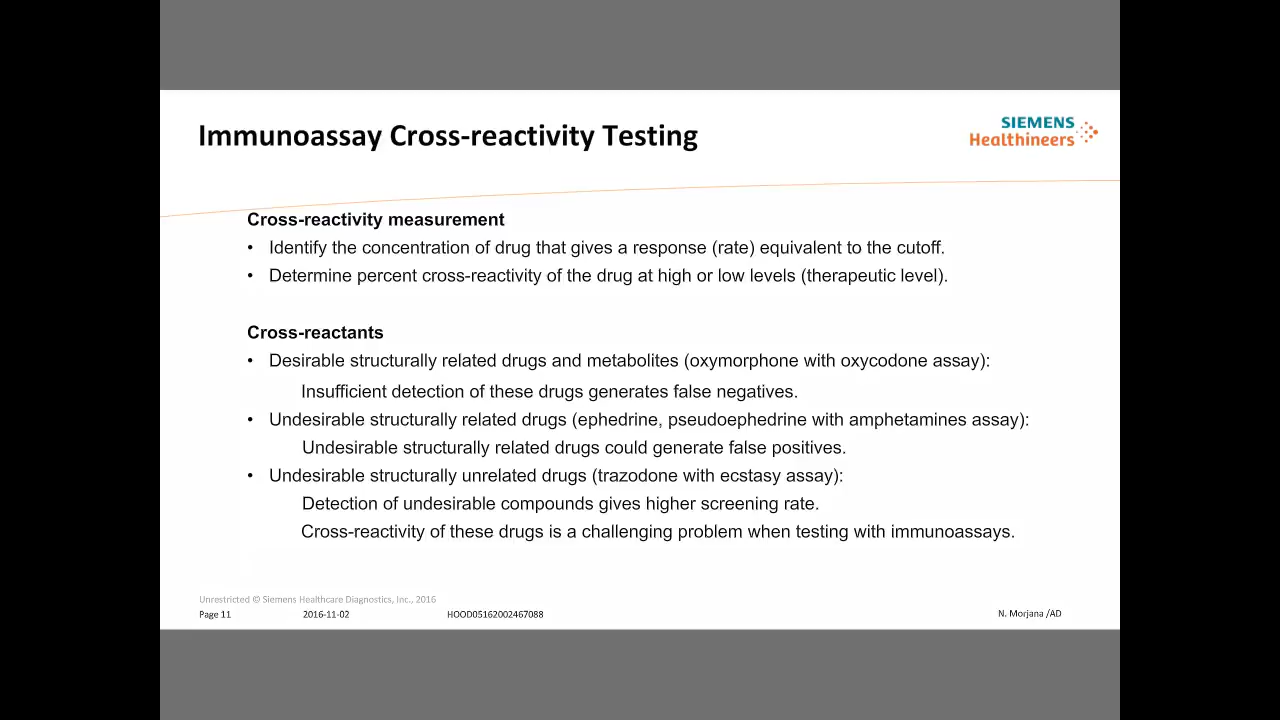 Immunoassay Cross-reactivity Testing
SIEMENS
Healthineers
Cross-reactivity measurement
• Identify the concentration of drug that gives a response (rate) equivalent to the cutoff.
• Determine percent cross-reactivity of the drug at high or low levels (therapeutic level).
Cross-reactants
• Desirable structurally related drugs and metabolites (oxymorphone with oxycodone assay):
Insufficient detection of these drugs generates false negatives.
• Undesirable structurally related drugs (ephedrine, pseudoephedrine with amphetamines assay):
Undesirable structurally related drugs could generate false positives.
• Undesirable structurally unrelated drugs (trazodone with ecstasy assay):
Detection of undesirable compounds gives higher screening rate.
Cross-reactivity of these drugs is a challenging problem when testing with immunoassays.
Unrestricted © Siemens Healthcare Diagnostics, Inc., 2016
Page 11 2016-11-02 HOOD05162002467088 N. Morjana /AD